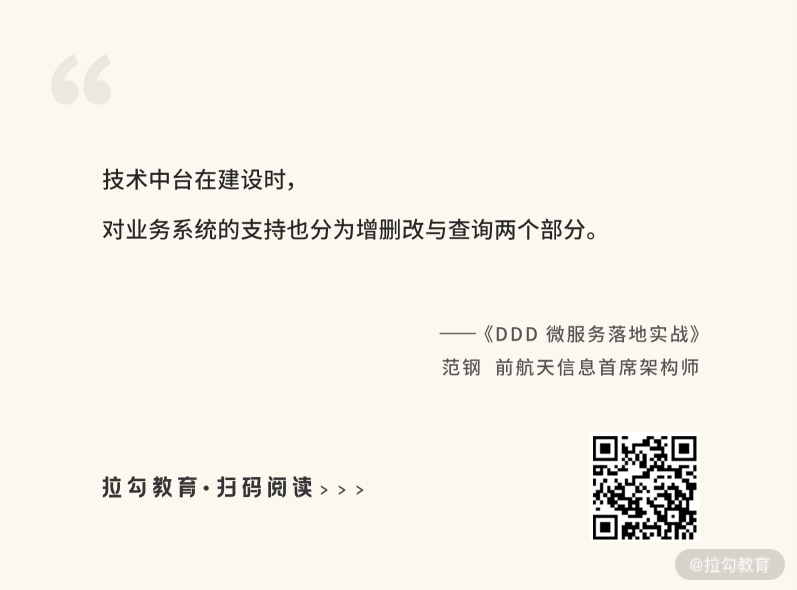 技术中台在建设时，
对业务系统的支持也分为增删改与查询两个部分。
——《DDD 微服务落地实战》
范钢 前航天信息首席架构师
拉勾教育·扫码阅读>>>
@拉勾教育